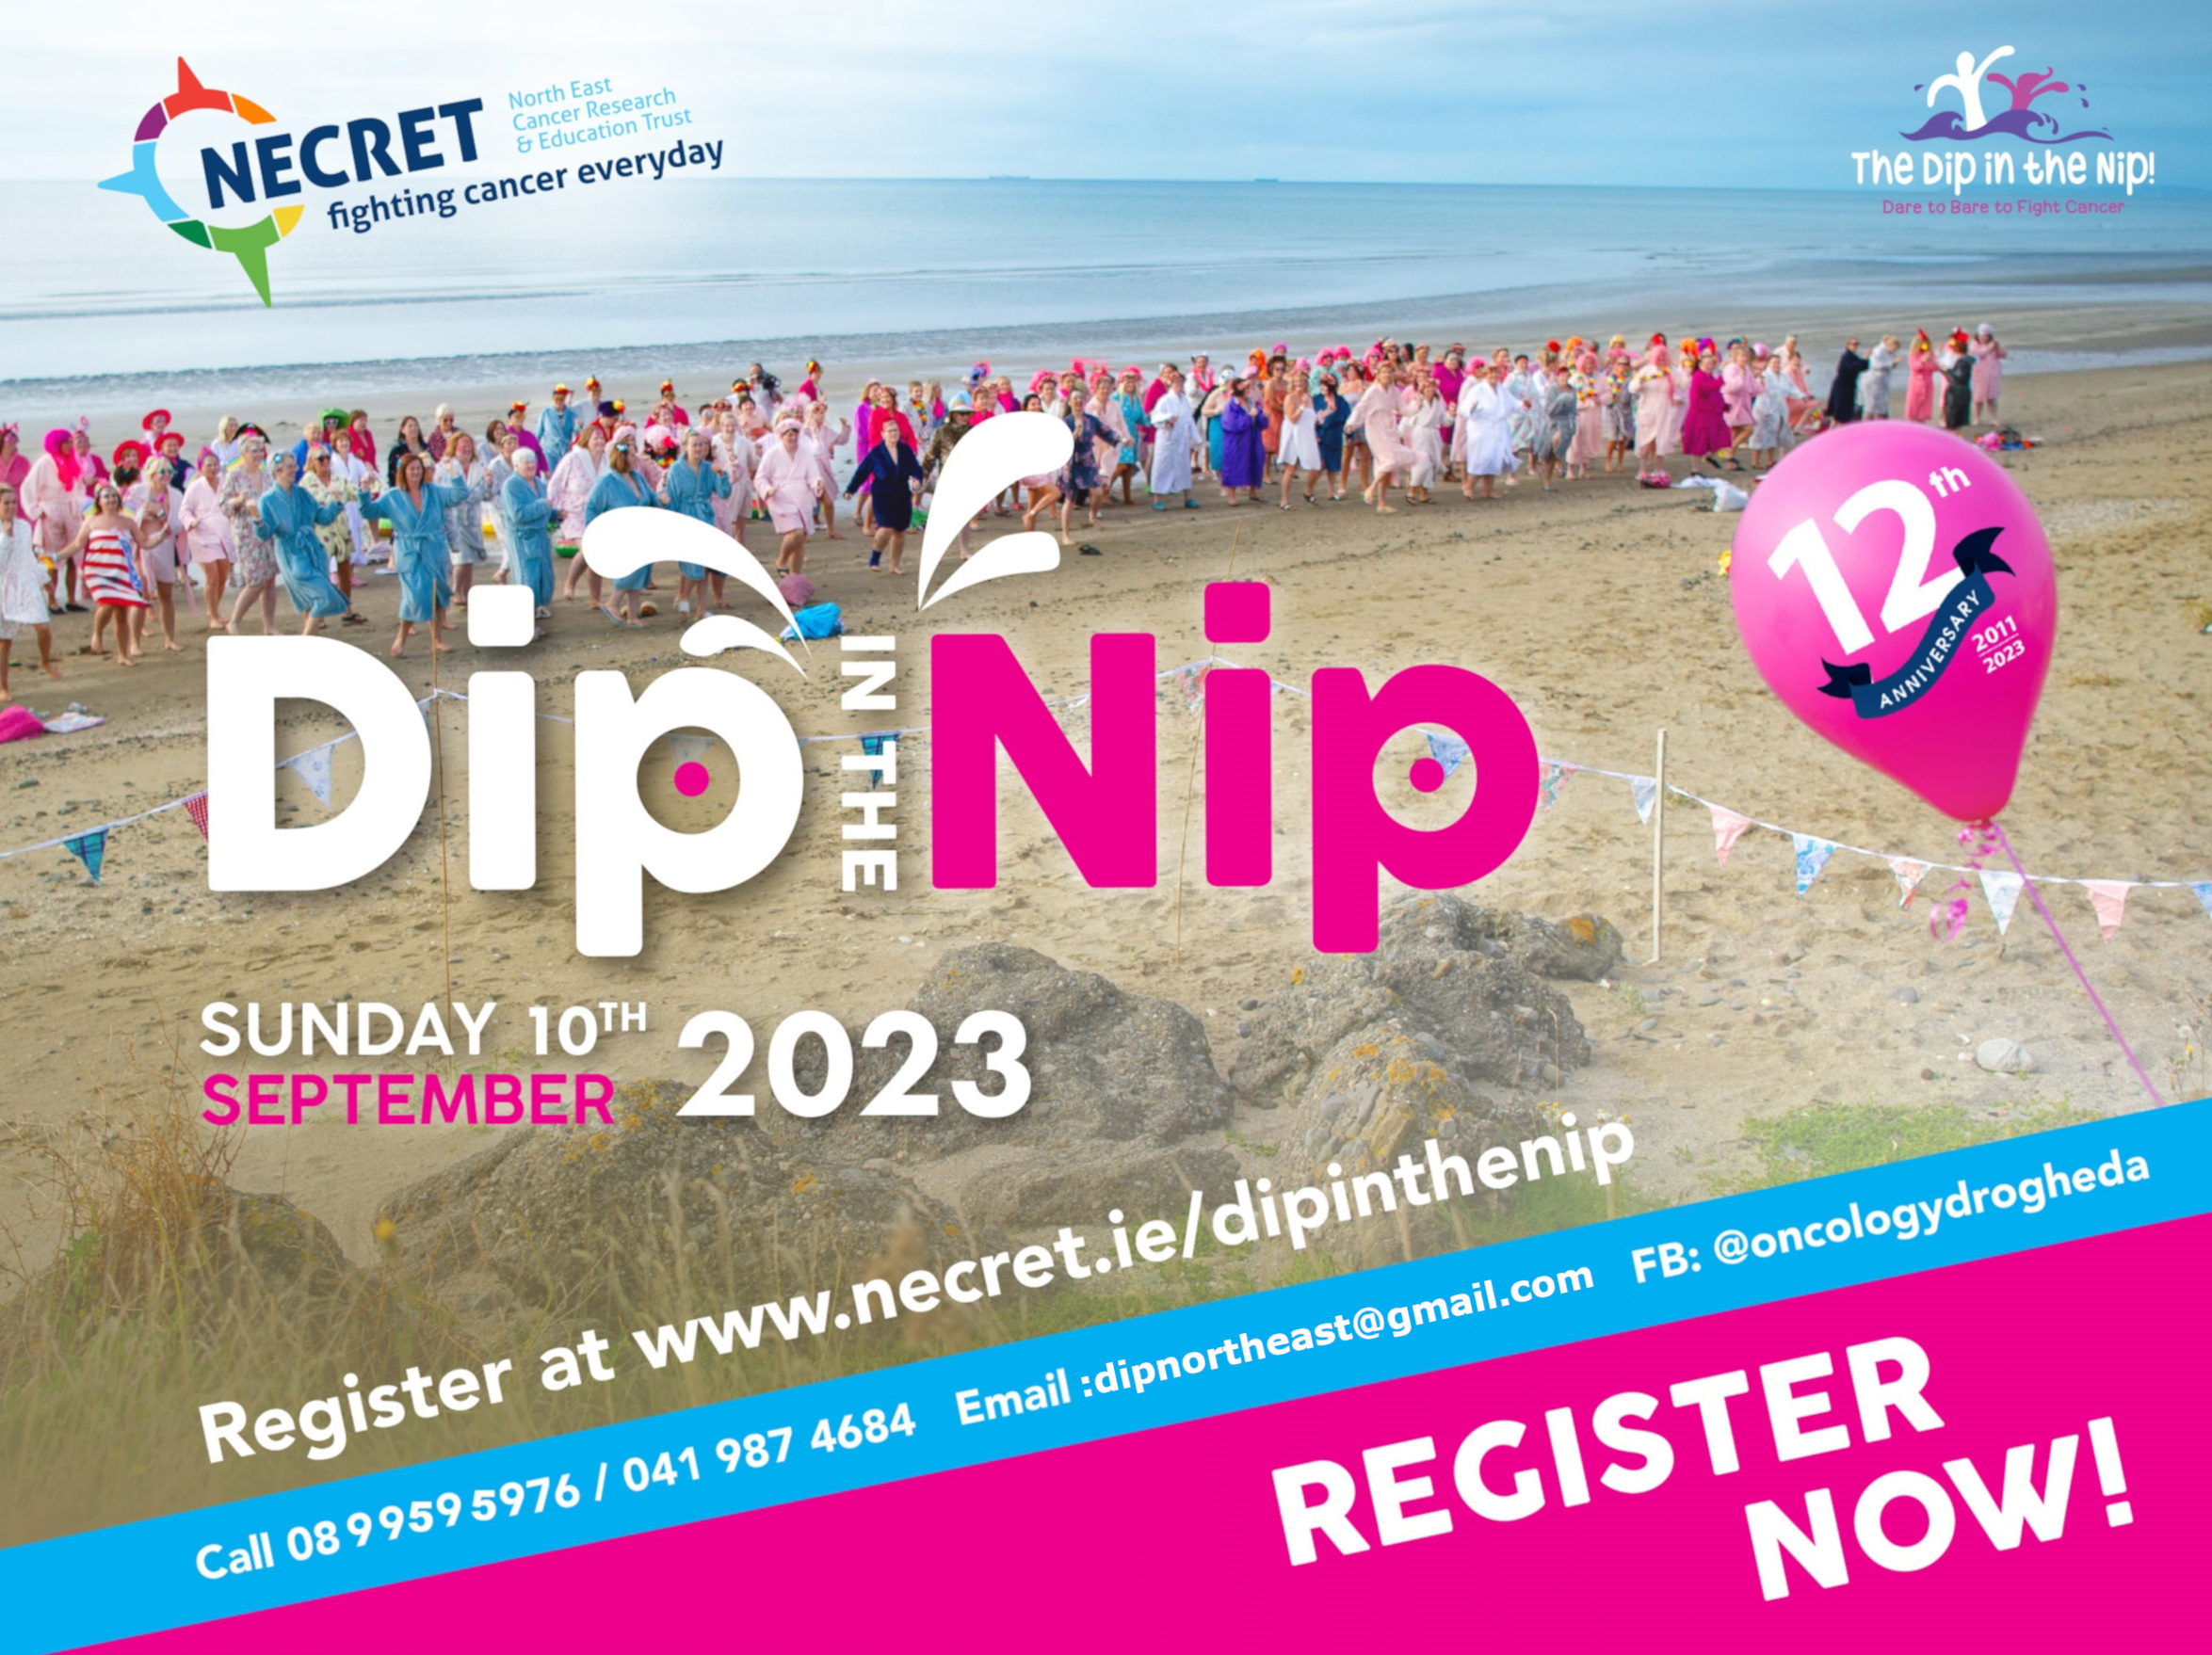 NECRET
North East
Cancer Research
& Education Trust
fighting cancer everyday
The Dip in the Nip!
Dare to Bare to Fight Cancer
12th
ANNIVERSARY
2011
2023
Dip IN THE Nip
SUNDAY 10TH
SEPTEMBER 2023
Register at www.necret.ie/dipinthenip
Call 08 99595976 / 041 987 4684 Email :dipnortheast@gmail.com FB: @oncologydrogheda
REGISTER
NOW!